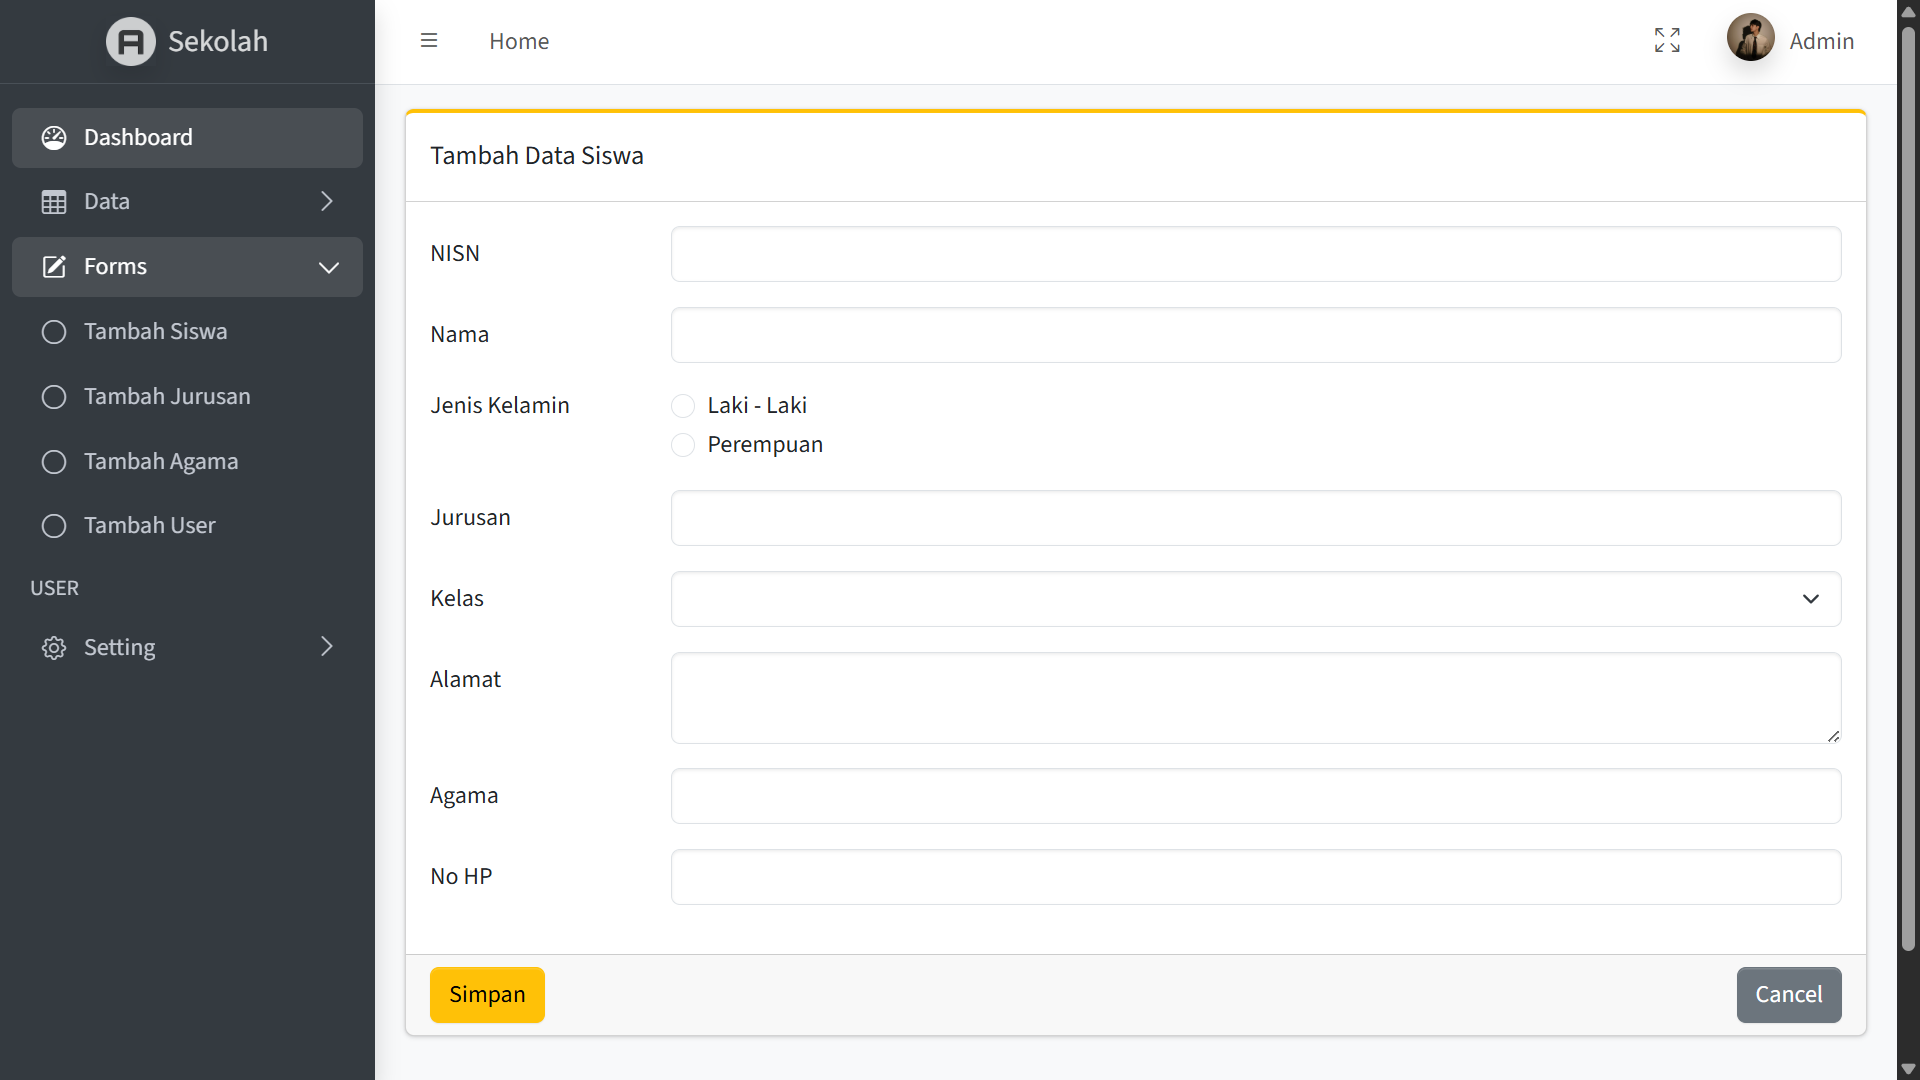 Sekolah
Home
Admin
Dashboard
Data
Forms
Tambah Siswa
Tambah Jurusan
Tambah Agama
Tambah User
USER
Setting
Tambah Data Siswa
NISN
Nama
Jenis Kelamin
Laki - Laki
Perempuan
Jurusan
Kelas
Alamat
Agama
No HP
Simpan
Cancel